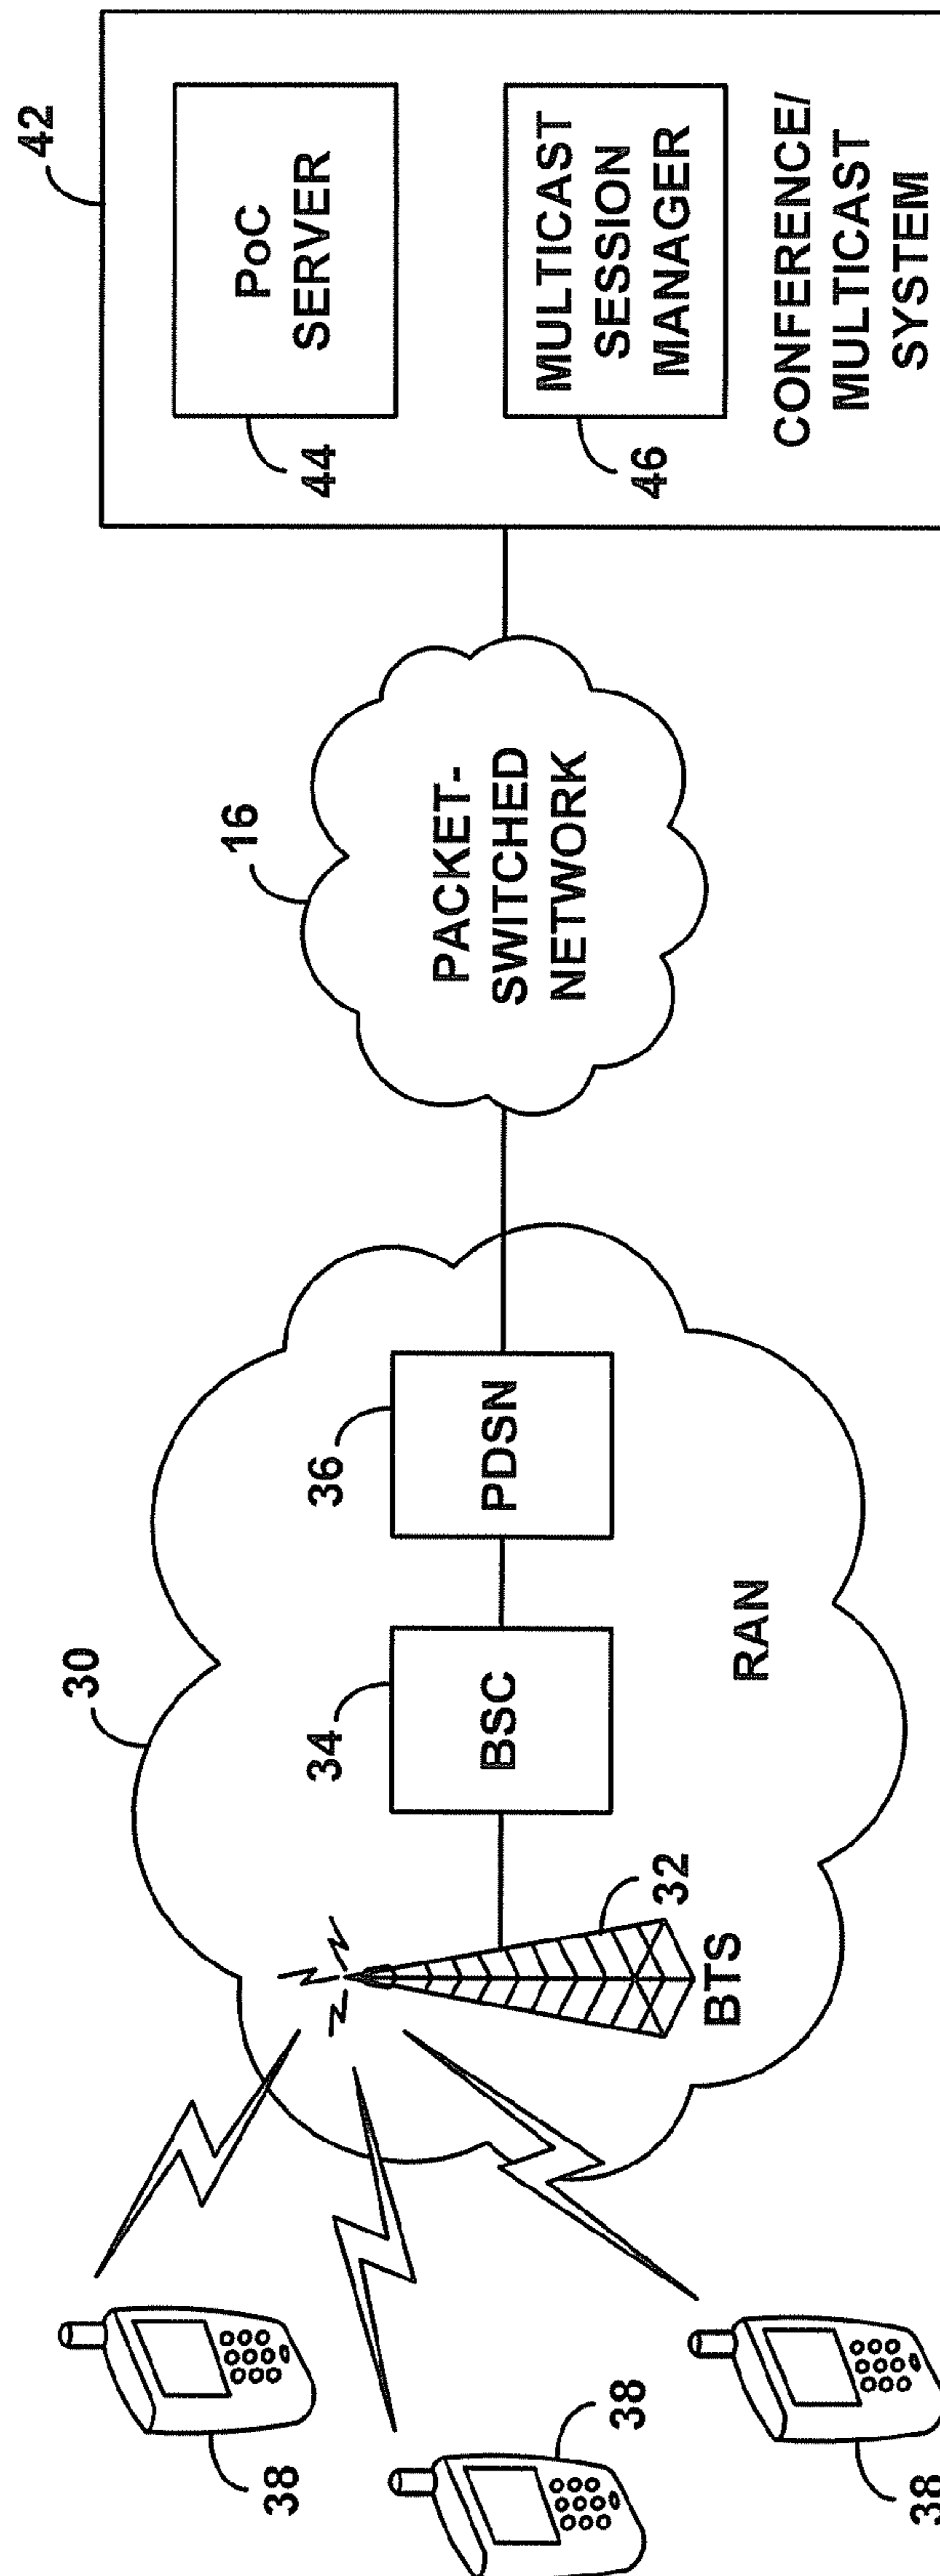 38
38
38
30
BTS
32
34
BSC
36
PDSN
RAN
16
PACKET-
SWITCHED
NETWORK
42
44
PoC
SERVER
46
MULTICAST
SESSION
MANAGER
CONFERENCE/
MULTICAST
SYSTEM